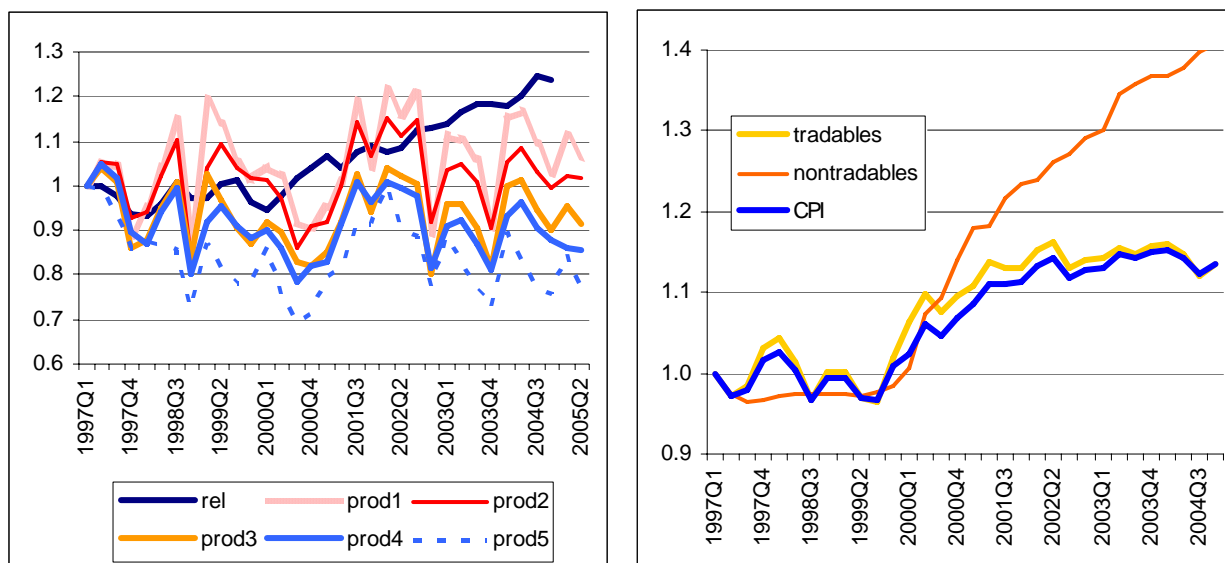 1.3
1.2
1.1
1
0.9
0.8
0.7
0.6
1997Q1
1997Q4
1998Q3
1999Q2
2000Q1
2000Q4
2001Q3
2002Q2
2003Q1
2003Q4
2004Q3
2005Q2
rel prod1 prod2
prod3 prod4 prod5
1.4
1.3
1.2
1.1
1.0
0.9
tradables
nontradables
CPI
1997Q1
1997Q4
1998Q3
1999Q2
2000Q1
2000Q4
2001Q3
2002Q2
2003Q1
2003Q4
2004Q3